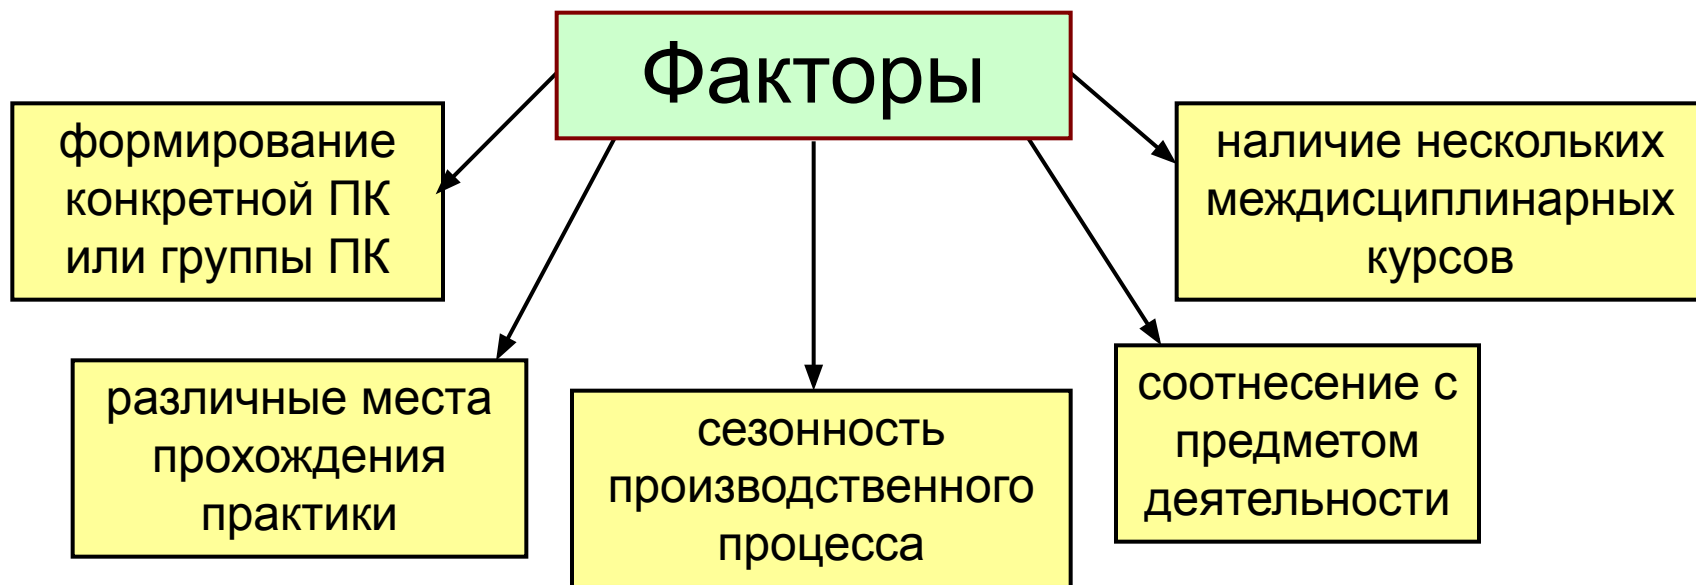 Факторы
формирование
конкретной ПК
или группы ПК
наличие нескольких
междисциплинарных
курсов
различные места
прохождения
практики
сезонность
производственного
процесса
соотнесение с
предметом
деятельности